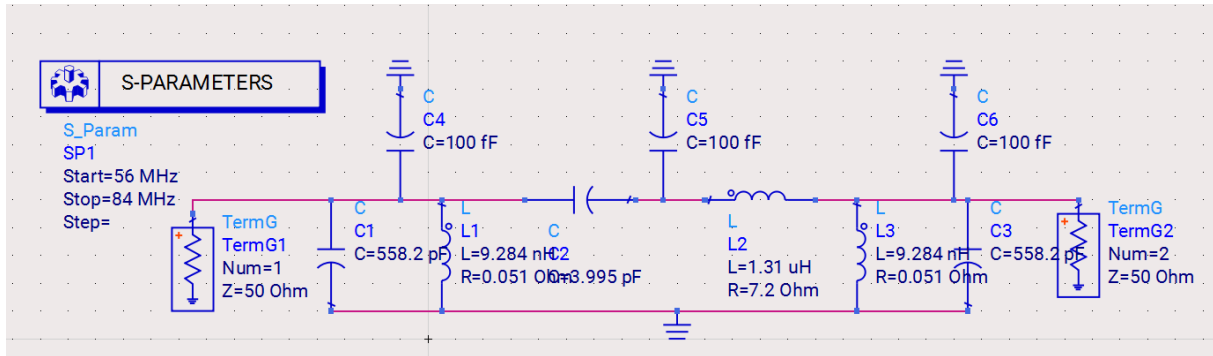 S-PARAMETERS
S_Param
SP1
Start=56 MHz
Stop=84 MHz
Step=
C
C4
C=100 fF
C
C5
C=100 fF
C
C6
C=100 fF
+
TermG
TermG1
Num=1
Z=50 Ohm
C
C1
C=558.2 pF
L
L1
L=9.284 nH
R=0.051 Ohm
C
C2
C=3.995 pF
L
L2
L=1.31 uH
R=7.2 Ohm
L
L3
L=9.284 nH
R=0.051 Ohm
C
C3
C=558.2 pF
+
TermG
TermG2
Num=2
Z=50 Ohm